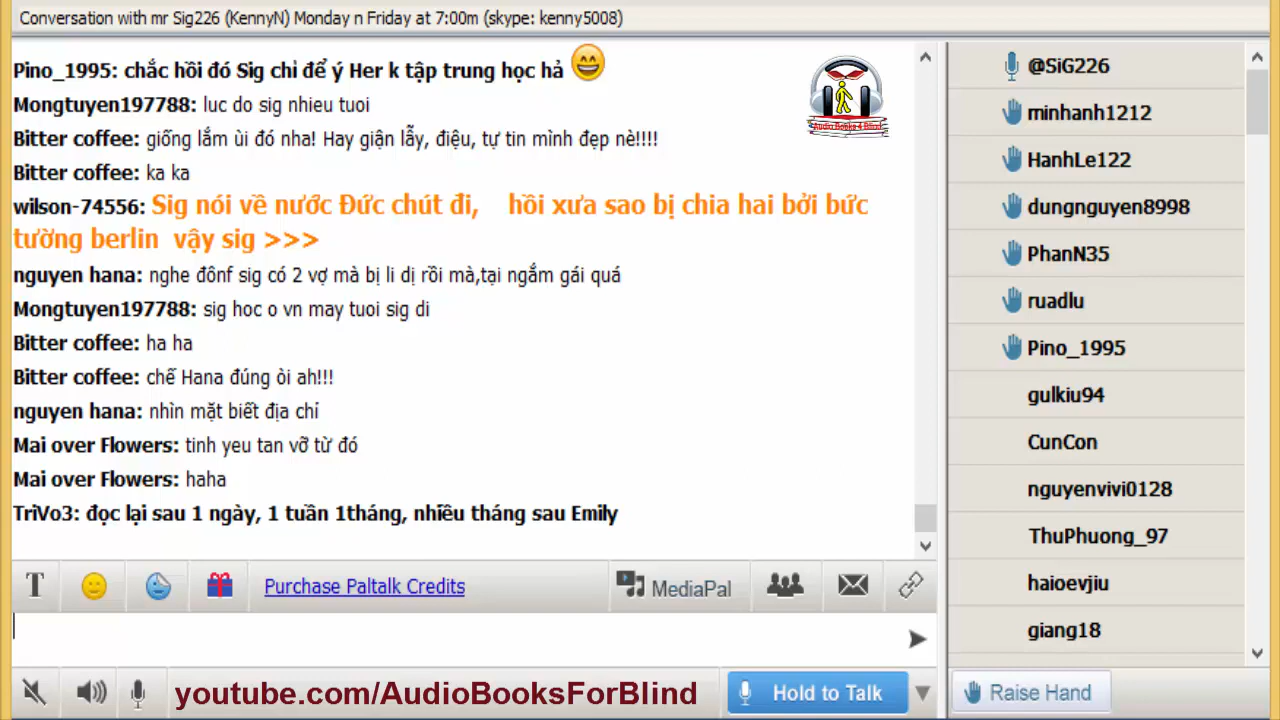 Conversation with mr Sig226 (KennyN) Monday n Friday at 7:00m (skype: kenny5008)
Pino_1995: chắc hồi đó Sig chỉ để ý Her k tập trung học hả
Mongtuyen197788: luc do sig nhieu tuoi
Bitter coffee: giống lắm ùi đó nha! Hay giận lẫy, điệu, tự tin mình đẹp nè!!!!
Bitter coffee: ka ka
wilson-74556: Sig nói về nước Đức chút đi, hồi xưa sao bị chia hai bởi bức
tường berlin vậy sig >>>
nguyen hana: nghe đônf sig có 2 vợ mà bị li dị rồi mà,tại ngắm gái quá
Mongtuyen197788: sig hoc o vn may tuoi sig di
Bitter coffee: ha ha
Bitter coffee: chế Hana đúng òi ah!!!
nguyen hana: nhìn mặt biết địa chỉ
Mai over Flowers: tinh yeu tan vỡ từ đó
Mai over Flowers: haha
TriVo3: đọc lại sau 1 ngày, 1 tuần 1tháng, nhiều tháng sau Emily
Audio Books 4 Blind
T
Purchase Paltalk Credits
MediaPal
youtube.com/AudioBooksForBlind
Hold to Talk
@SiG226
minhanh1212
HanhLe122
dungnguyen8998
PhanN35
ruadlu
Pino_1995
gulkiu94
CunCon
nguyenvivi0128
ThuPhuong_97
haioevjiu
giang18
Raise Hand